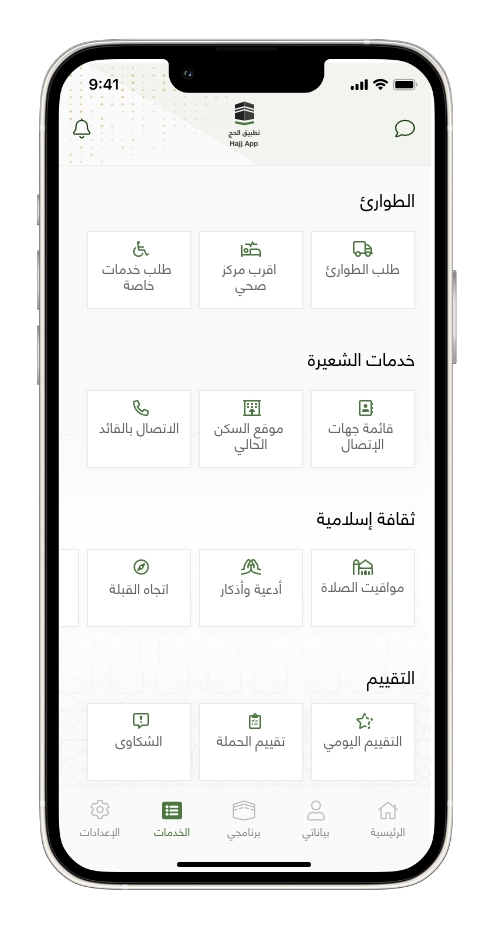 9:41
تطبيق الحج
Hajj App
الطوارئ
طلب الطوارئ
اقرب مركز
صحي
طلب خدمات
خاصة
خدمات الشعيرة
قائمة جهات
الإتصال
موقع السكن
الحالي
الاتصال بالقائد
ثقافة إسلامية
مواقيت الصلاة
أدعية وأذكار
اتجاه القبلة
التقييم
التقييم اليومي
تقييم الحملة
الشكاوى
الرئيسية
بياناتي
برنامجي
الخدمات
الإعدادات